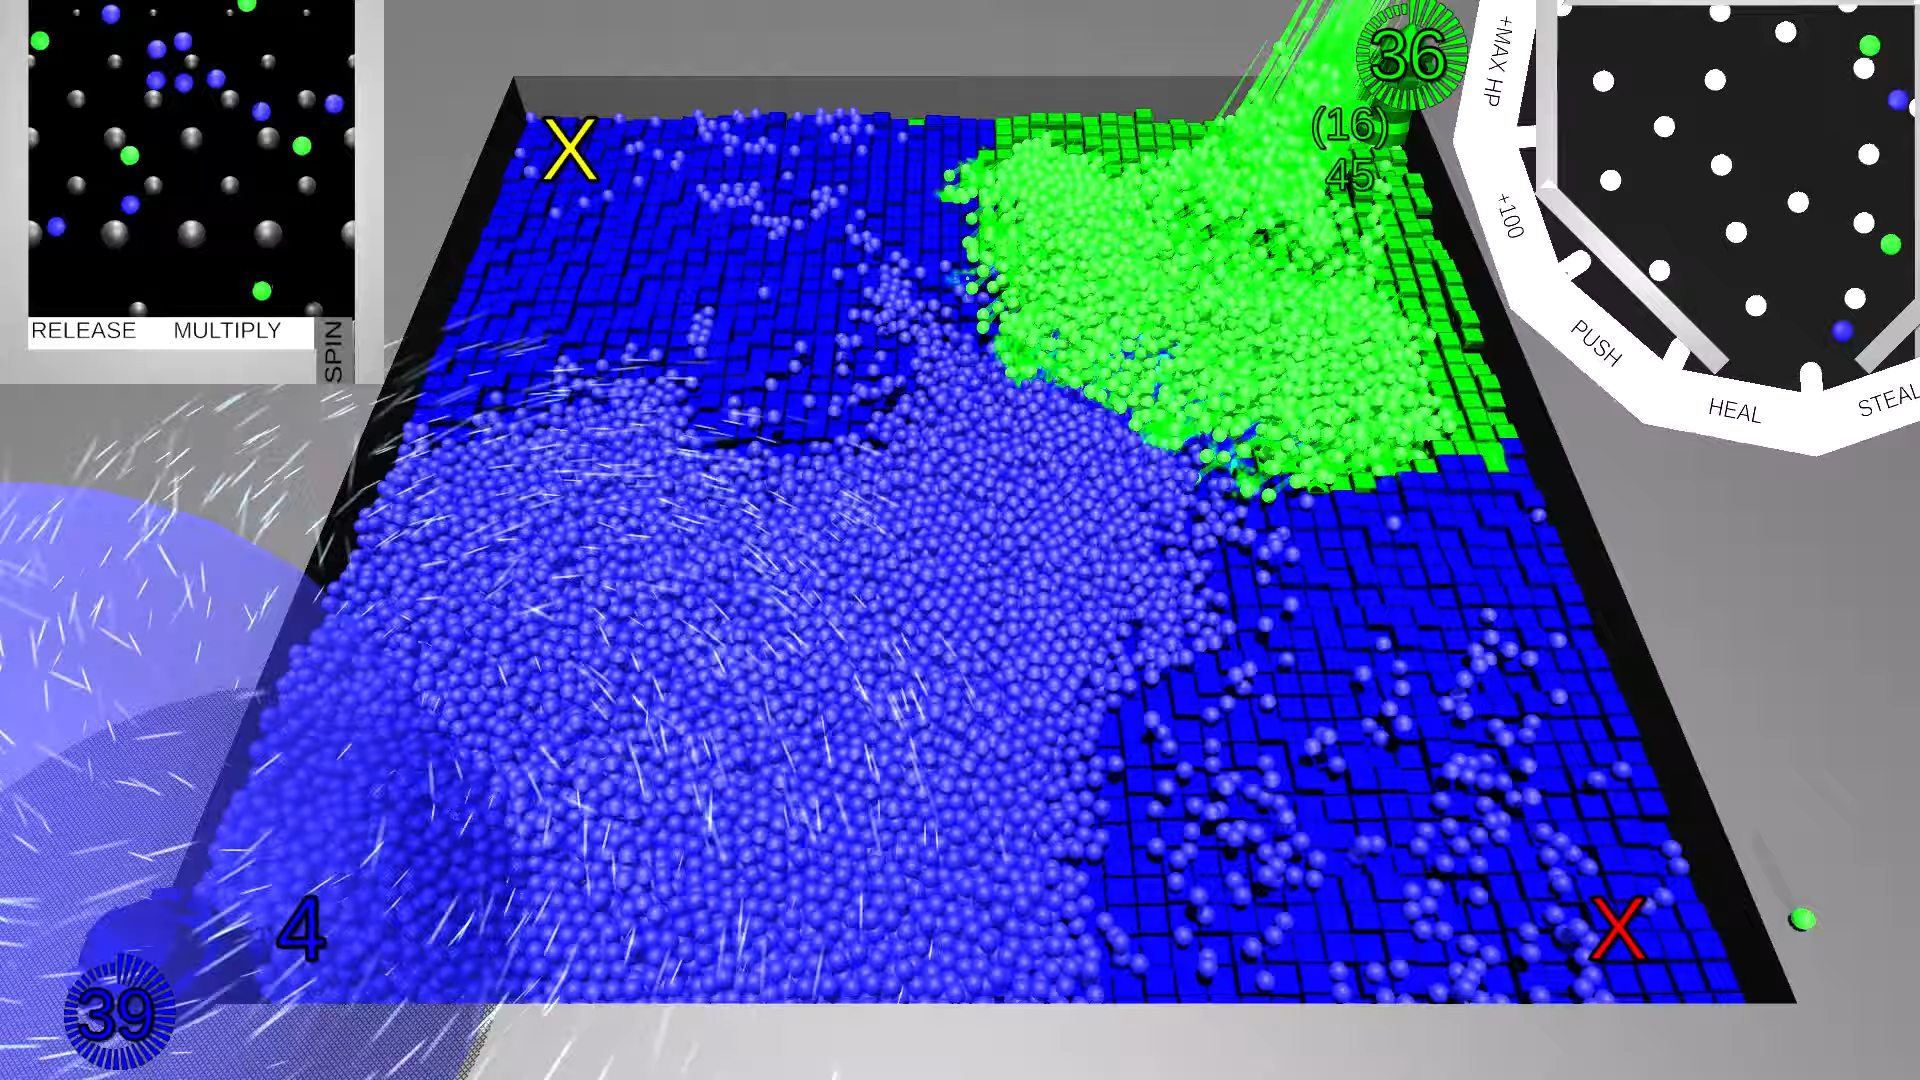 RELEASE MULTIPLY
SPIN
X
36
(16)
45
+MAX HP
+100
PUSH
HEAL
STEAL
4
39
X